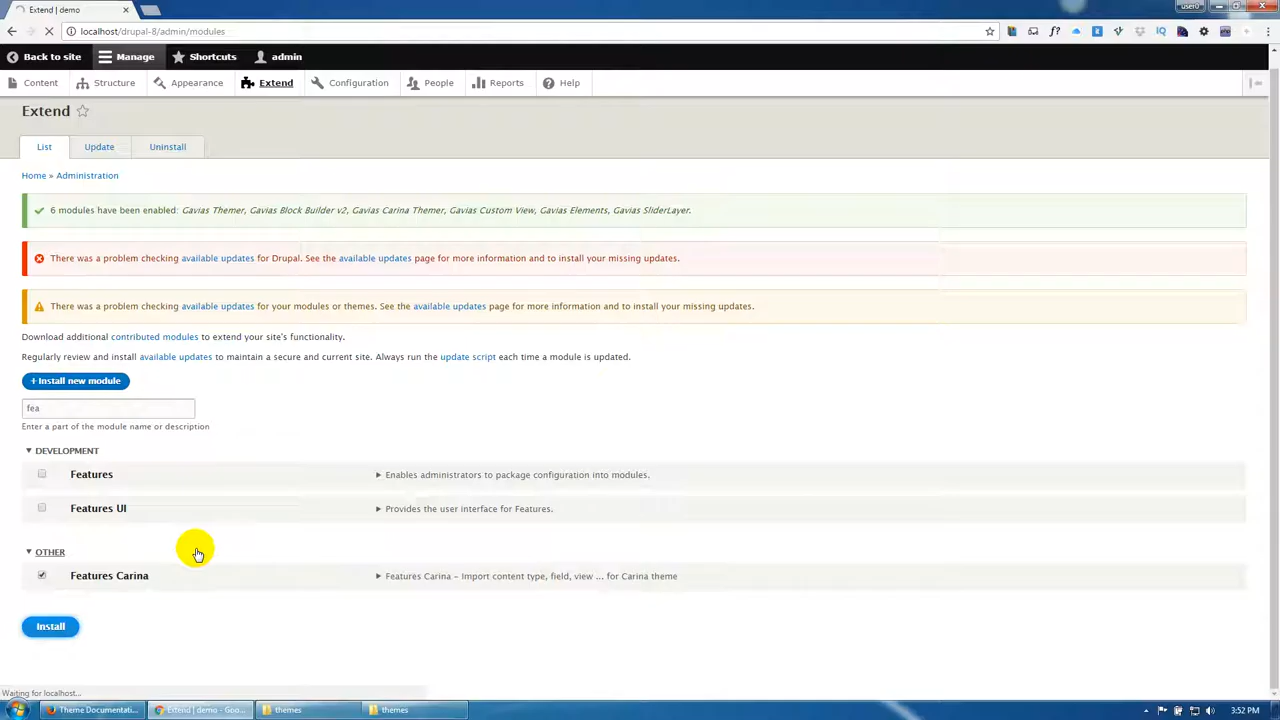 Extend | demo
user0
localhost/drupal-8/admin/modules
Back to site Manage Shortcuts admin
Content Structure Appearance Extend Configuration People Reports Help
Extend
List Update Uninstall
Home » Administration
6 modules have been enabled: Gavias Themer, Gavias Block Builder v2, Gavias Carina Themer, Gavias Custom View, Gavias Elements, Gavias SliderLayer.
There was a problem checking available updates for Drupal. See the available updates page for more information and to install your missing updates.
There was a problem checking available updates for your modules or themes. See the available updates page for more information and to install your missing updates.
Download additional contributed modules to extend your site's functionality.
Regularly review and install available updates to maintain a secure and current site. Always run the update script each time a module is updated.
+ Install new module
fea
Enter a part of the module name or description
DEVELOPMENT
Features Enables administrators to package configuration into modules.
Features UI Provides the user interface for Features.
OTHER
Features Carina Features Carina – Import content type, field, view ... for Carina theme
Install
Waiting for localhost...
Theme Documentati... Extend | demo - Goo... themes themes 3:52 PM